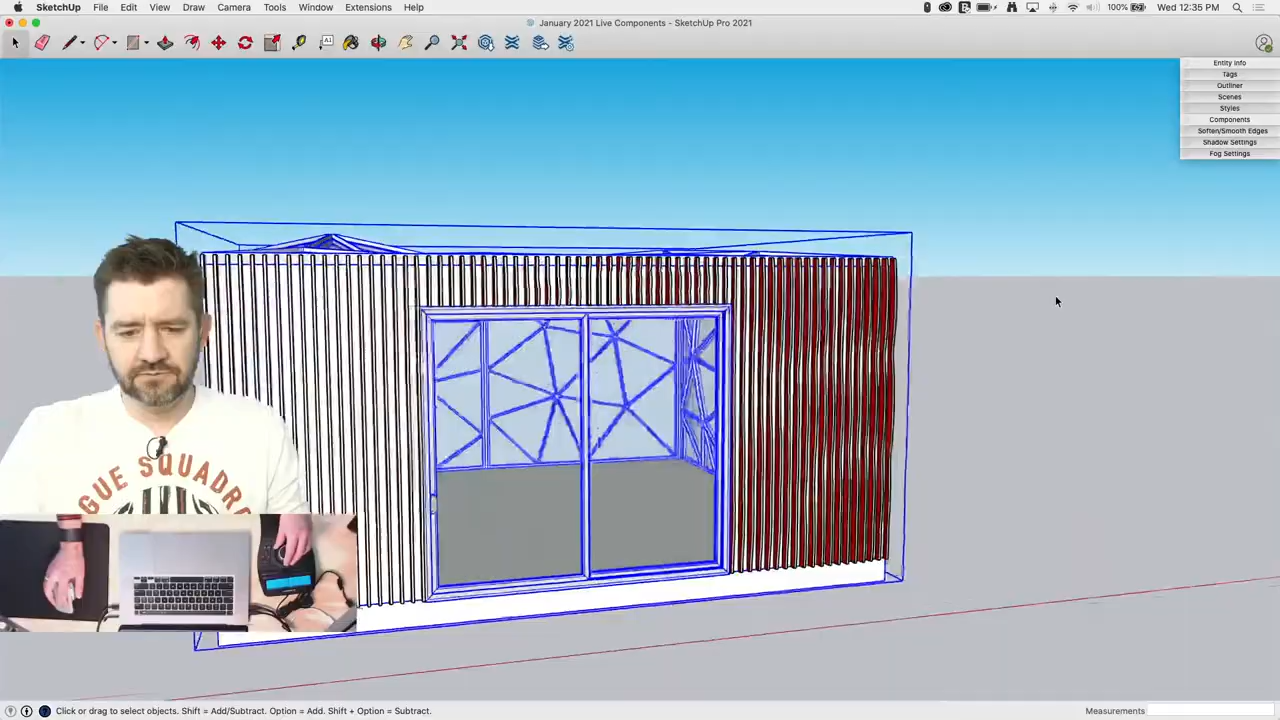 SketchUp File Edit View Draw Camera Tools Window Extensions Help 100% Wed 12:35 PM
January 2021 Live Components - SketchUp Pro 2021
A1
Entity Info
Tags
Outliner
Scenes
Styles
Components
Soften/Smooth Edges
Shadow Settings
Fog Settings
GUE SQUADR
Click or drag to select objects. Shift = Add/Subtract. Option = Add. Shift + Option = Subtract.
Measurements